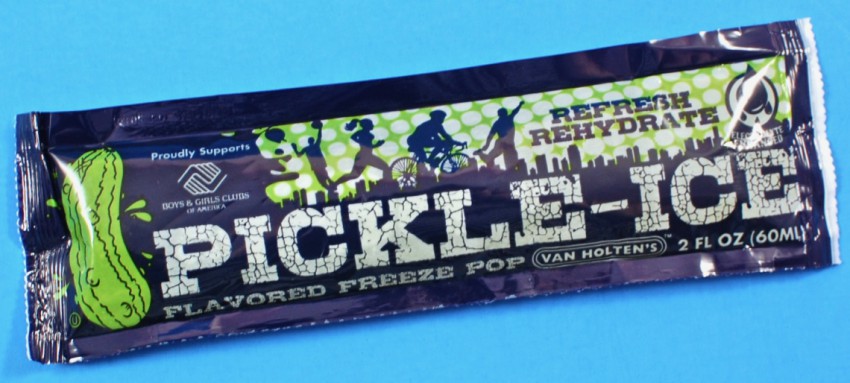 Proudly Supports
BOYS & GIRLS CLUBS
OF AMERICA
REFRESH
REHYDRATE
PICKLE-ICE
FLAVORED FREEZE POP
VAN HOLTEN'S™
2 FL OZ (60ML)